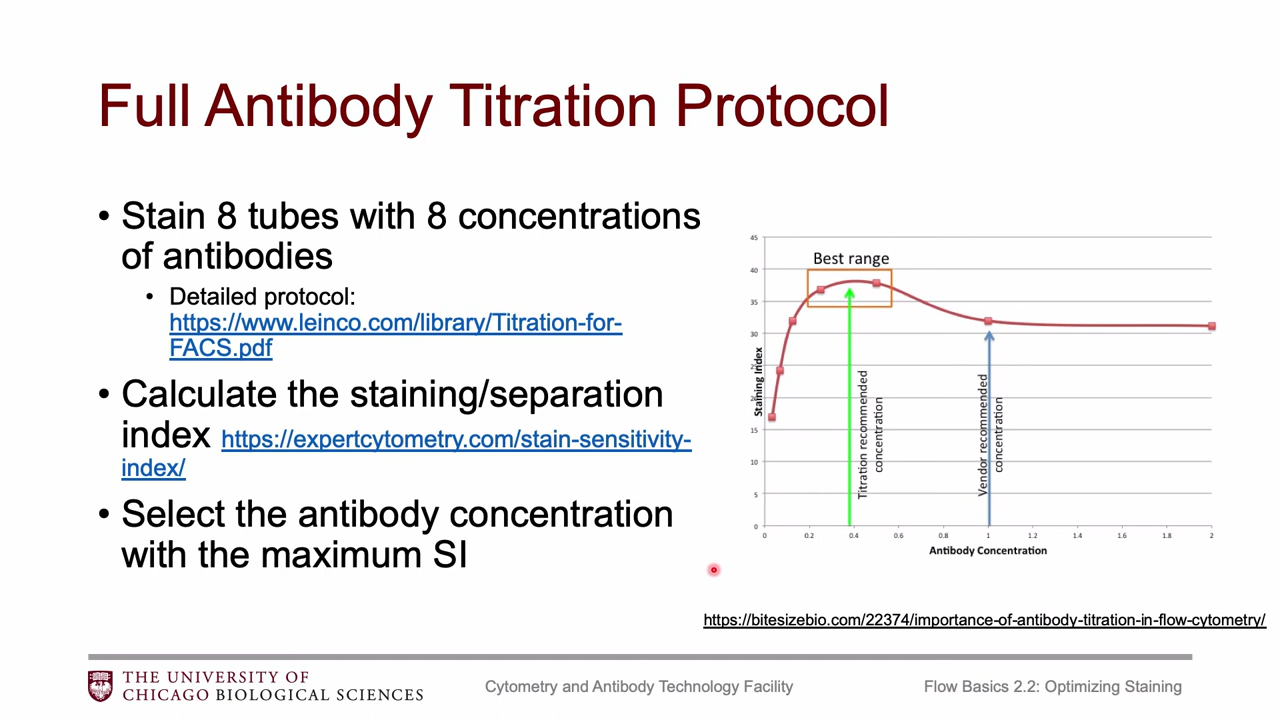 Full Antibody Titration Protocol
• Stain 8 tubes with 8 concentrations
of antibodies
• Detailed protocol:
https://www.leinco.com/library/Titration-for-
FACS.pdf
• Calculate the staining/separation
index https://expertcytometry.com/stain-sensitivity-
index/
• Select the antibody concentration
with the maximum SI
45
40
35
30
25
20
15
10
5
0
Staining Index
Best range
Titration recommended
concentration
Vendor recommended
concentration
0 0.2 0.4 0.6 0.8 1 1.2 1.4 1.6 1.8 2
Antibody Concentration
https://bitesizebio.com/22374/importance-of-antibody-titration-in-flow-cytometry/
THE UNIVERSITY OF
CHICAGO BIOLOGICAL SCIENCES
Cytometry and Antibody Technology Facility
Flow Basics 2.2: Optimizing Staining